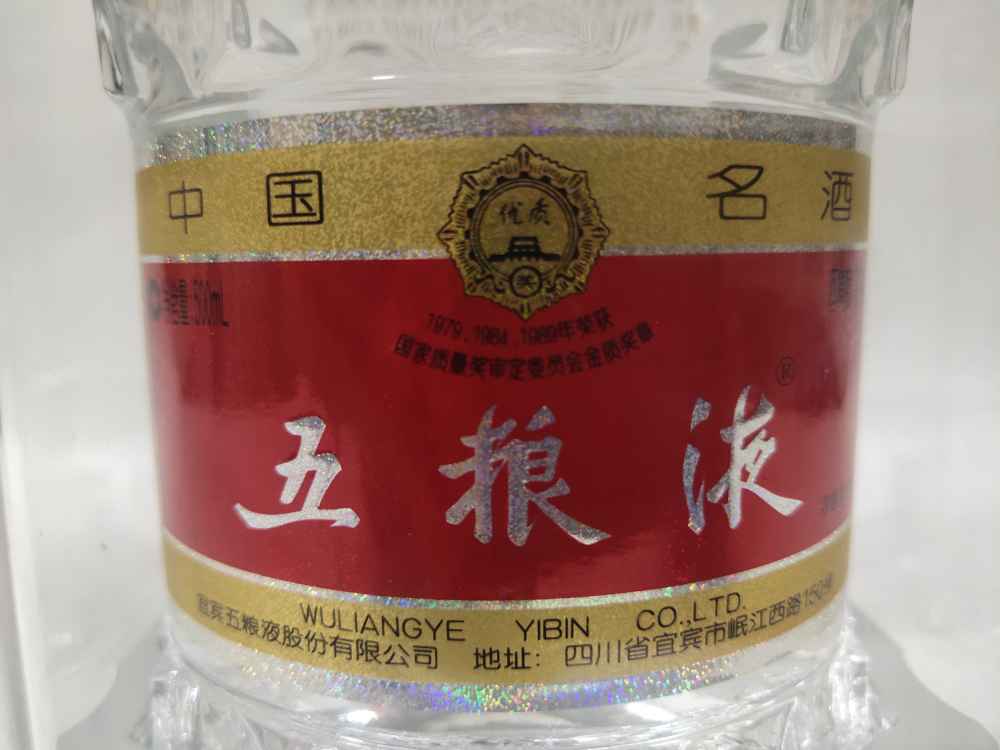 中国 名酒
优质
奖
500mL
1979.1984.1989年荣获
国家质量奖审定委员会金质奖章
五粮液
®
WULIANGYE YIBIN CO.,LTD.
宜宾五粮液股份有限公司 地址：四川省宜宾市岷江西路150号